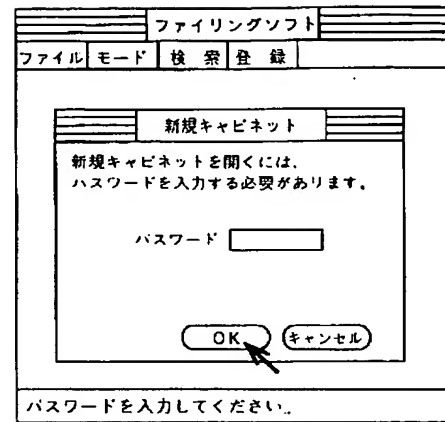 ファイリングソフト
ファイル モード 検索 登録
新規キャビネット
新規キャビネットを開くには、
パスワードを入力する必要があります。
パスワード
OK キャンセル
パスワードを入力してください。